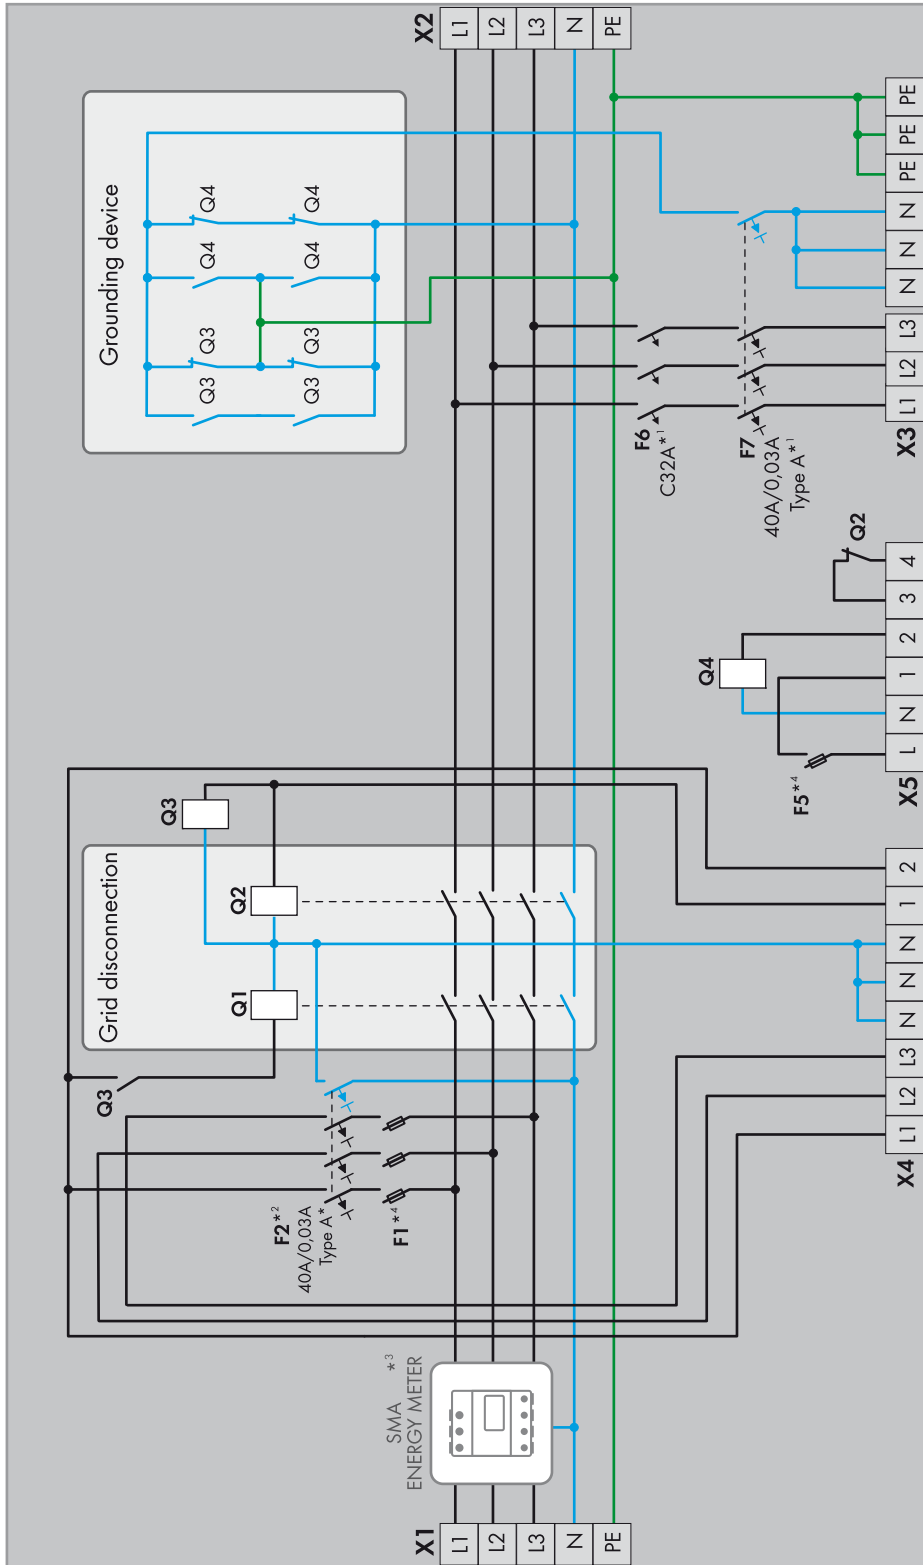 X1
L1
L2
L3
N
PE
SMA *3
ENERGY METER
F2*2
40A/0,03A
Type A*
F1*4
Q3
Grid disconnection
Q1
Q2
Q3
Grounding device
Q3
Q3
Q4
Q4
Q3
Q3
Q4
Q4
X2
L1
L2
L3
N
PE
F6
C32A*1
F7
40A/0,03A
Type A*1
F5*4
Q4
Q2
X4
L1
L2
L3
N
N
N
1
2
X5
L
N
1
2
3
4
X3
L1
L2
L3
N
N
N
PE
PE
PE